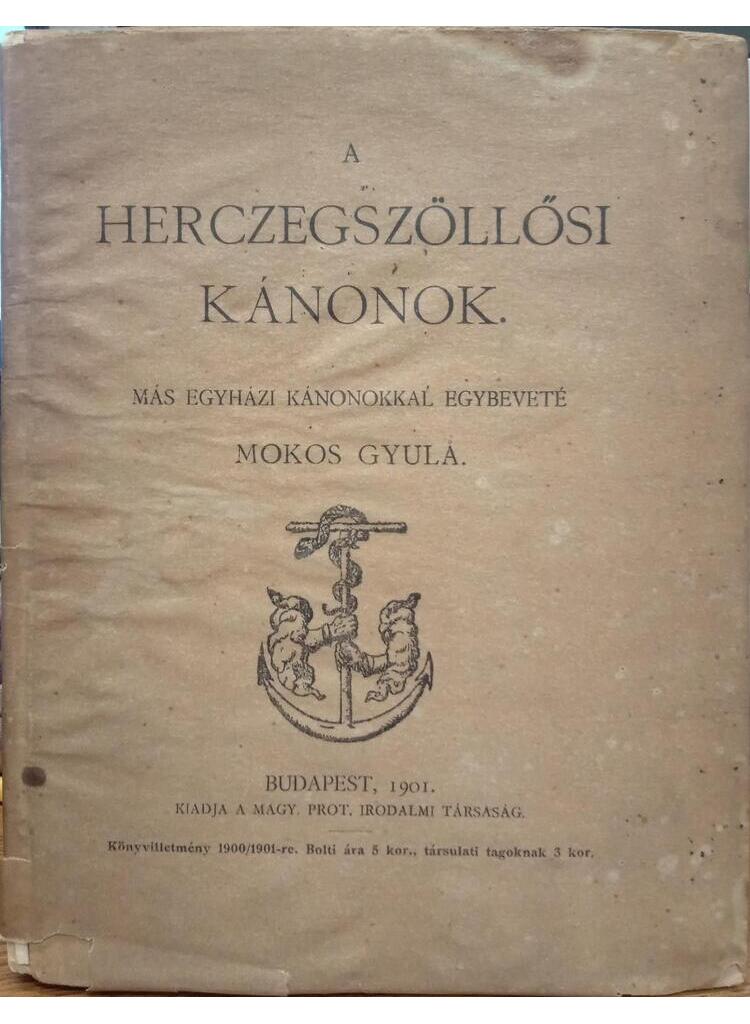 A
HERCZEGSZÖLLŐSI
KÁNONOK.
MÁS EGYHÁZI KÁNONOKKAL EGYBEVETÉ
MOKOS GYULA.
BUDAPEST, 1901.
KIADJA A MAGY. PROT. IRODALMI TÁRSASÁG.
Könyvilletmény 1900/1901-re. Bolti ára 5 kor., társulati tagoknak 3 kor.